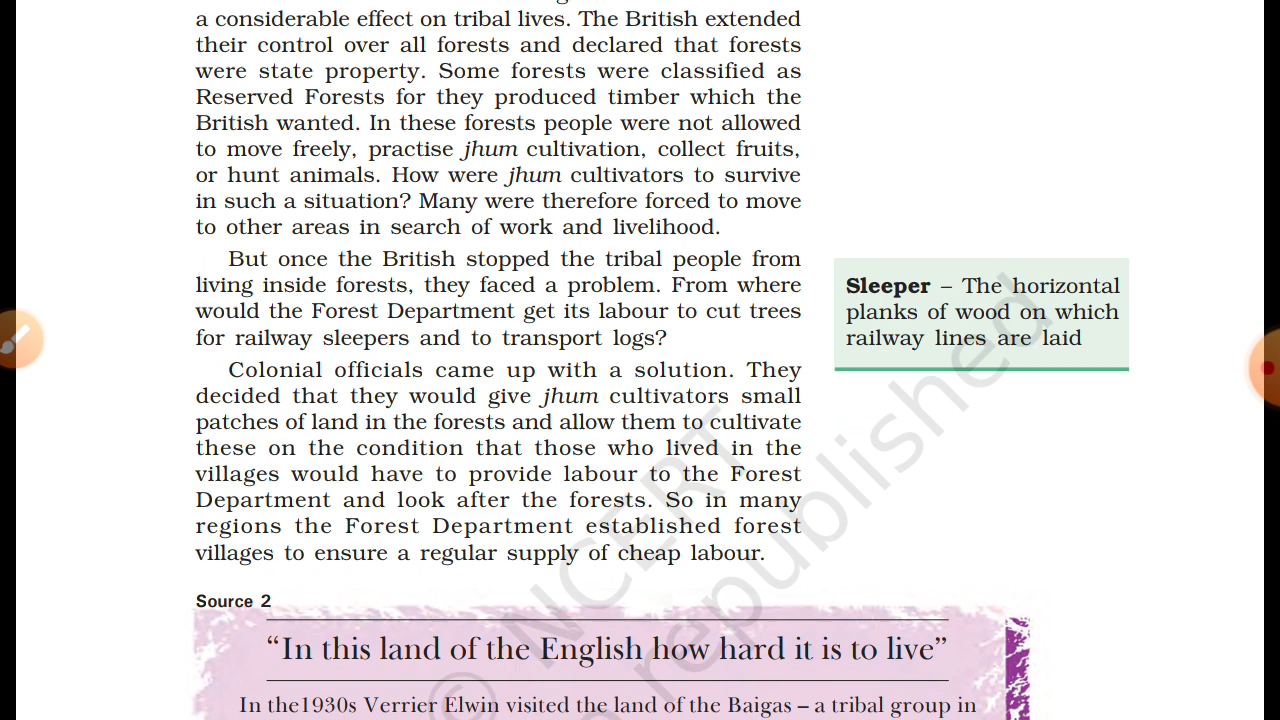 a considerable effect on tribal lives. The British extended
their control over all forests and declared that forests
were state property. Some forests were classified as
Reserved Forests for they produced timber which the
British wanted. In these forests people were not allowed
to move freely, practise jhum cultivation, collect fruits,
or hunt animals. How were jhum cultivators to survive
in such a situation? Many were therefore forced to move
to other areas in search of work and livelihood.
But once the British stopped the tribal people from
living inside forests, they faced a problem. From where
would the Forest Department get its labour to cut trees
for railway sleepers and to transport logs?
Colonial officials came up with a solution. They
decided that they would give jhum cultivators small
patches of land in the forests and allow them to cultivate
these on the condition that those who lived in the
villages would have to provide labour to the Forest
Department and look after the forests. So in many
regions the Forest Department established forest
villages to ensure a regular supply of cheap labour.
Sleeper – The horizontal
planks of wood on which
railway lines are laid
Source 2
“In this land of the English how hard it is to live”
In the1930s Verrier Elwin visited the land of the Baigas – a tribal group in
© NCERT
republished